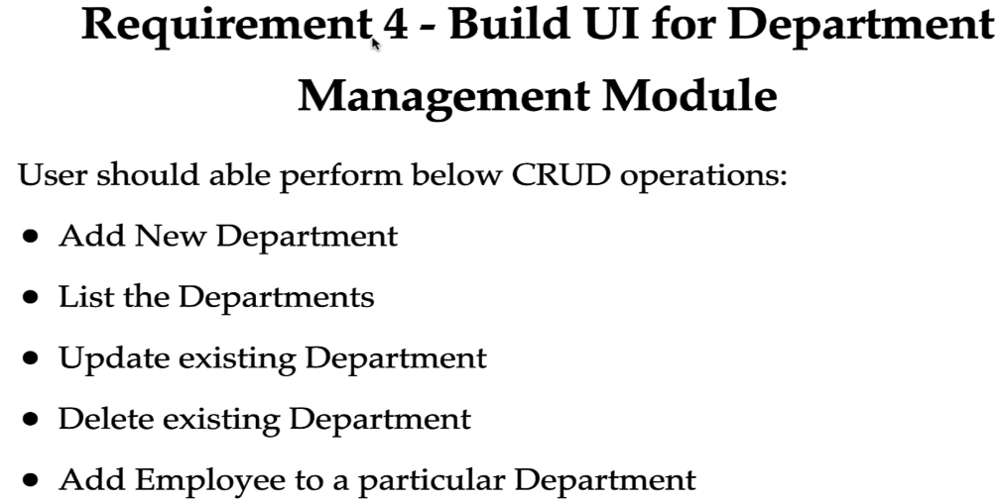 Requirement 4 - Build UI for Department
Management Module
User should able perform below CRUD operations:
• Add New Department
• List the Departments
• Update existing Department
• Delete existing Department
• Add Employee to a particular Department